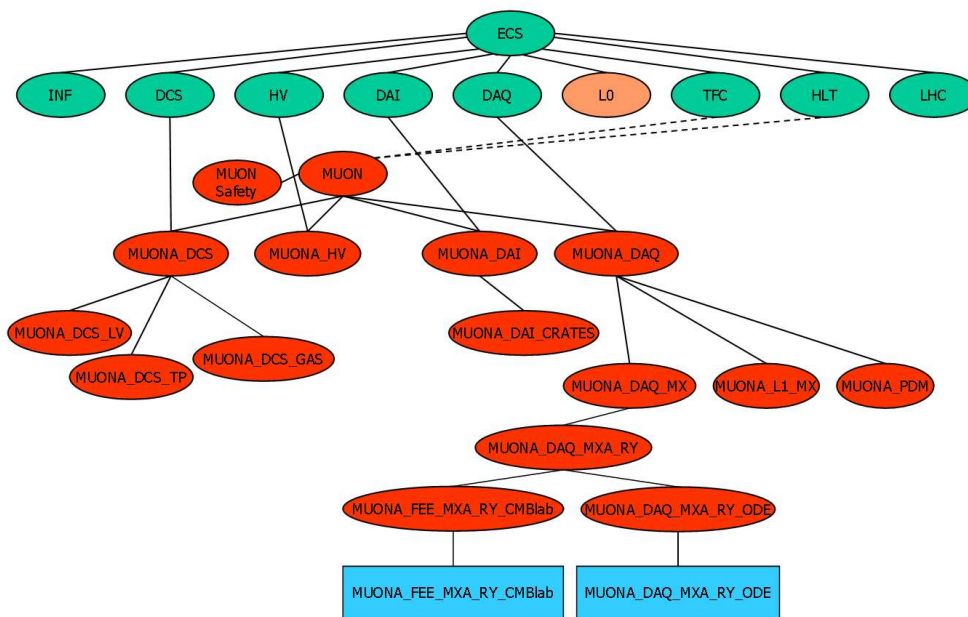 ECS
INF
DCS
HV
DAI
DAQ
L0
TFC
HLT
LHC
MUON
Safety
MUON
MUONA_DCS
MUONA_HV
MUONA_DAI
MUONA_DAQ
MUONA_DCS_LV
MUONA_DCS_TP
MUONA_DCS_GAS
MUONA_DAI_CRATES
MUONA_DAQ_MX
MUONA_L1_MX
MUONA_PDM
MUONA_DAQ_MXA_RY
MUONA_FEE_MXA_RY_CMBlab
MUONA_DAQ_MXA_RY_ODE
MUONA_FEE_MXA_RY_CMBlab
MUONA_DAQ_MXA_RY_ODE